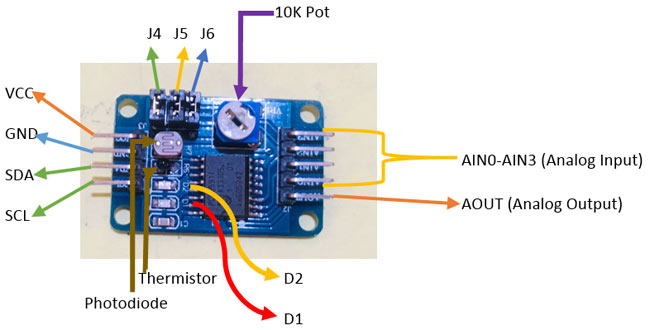 10K Pot
J4
J5
J6
VCC
GND
SDA
SCL
AIN0-AIN3 (Analog Input)
AOUT (Analog Output)
Thermistor
Photodiode
D2
D1